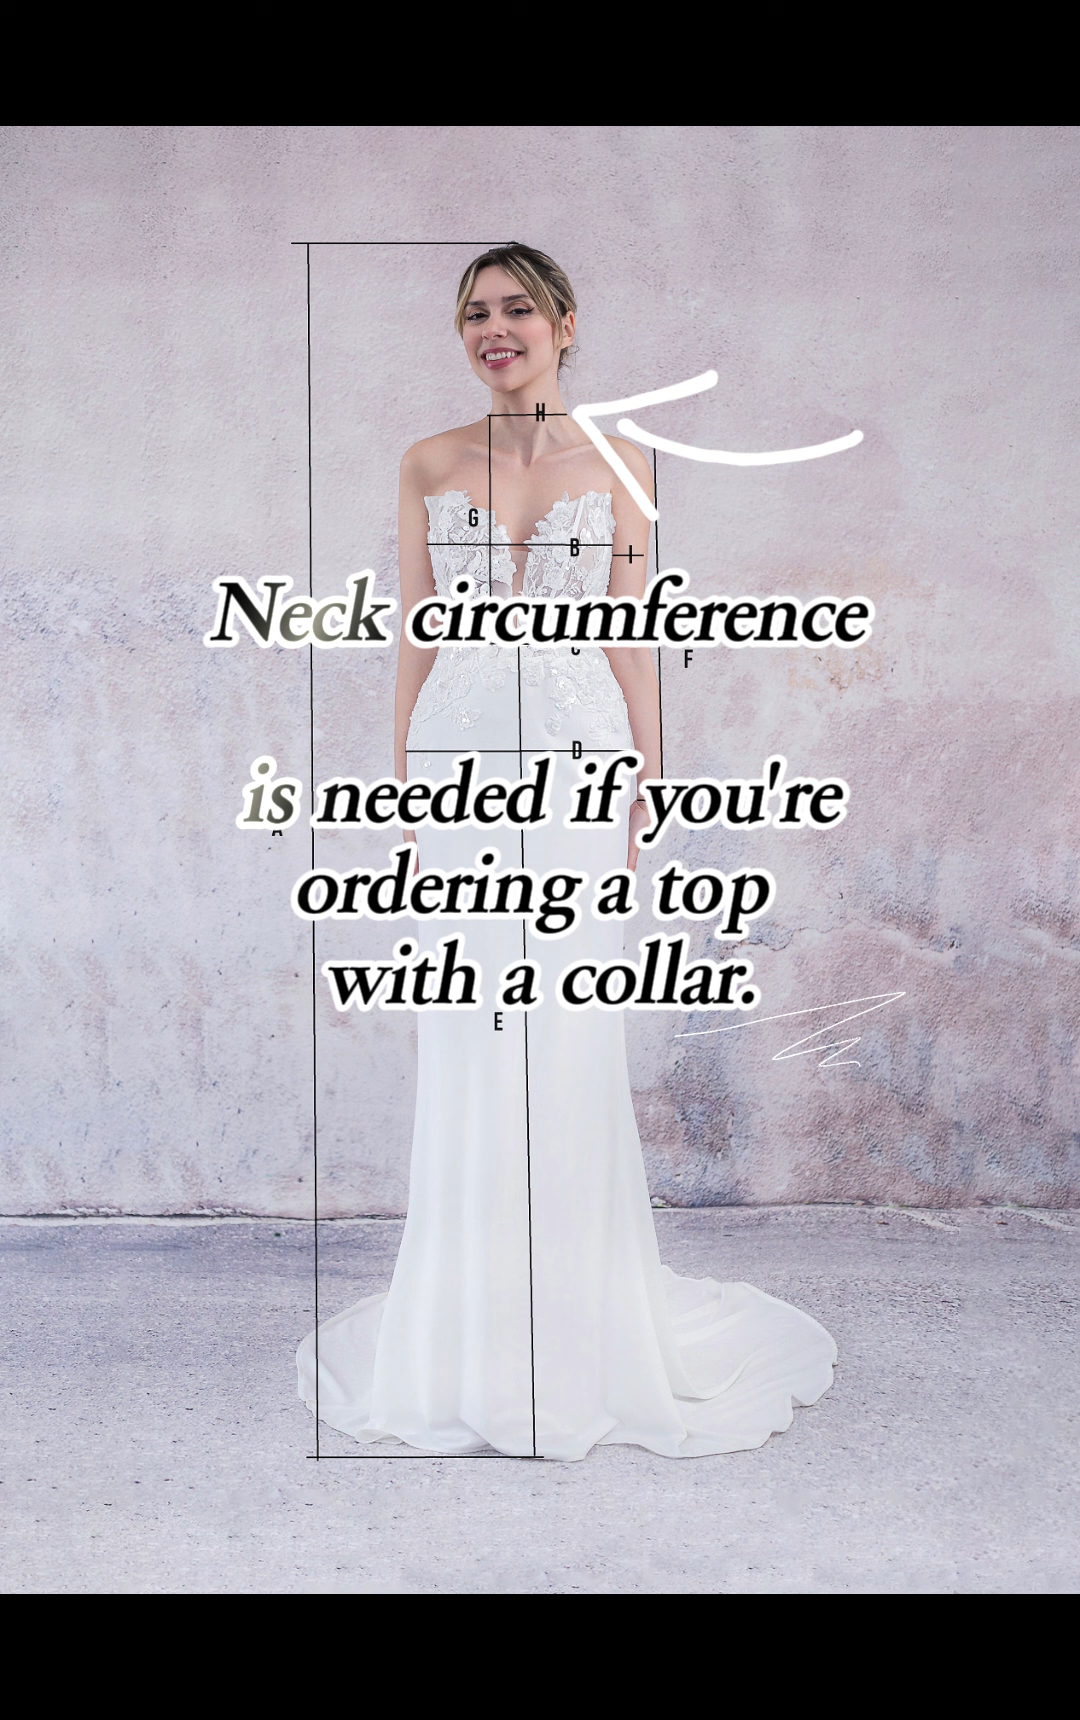 H
G
B
I
Neck circumference
C
F
D
is needed if you're
A
ordering a top
with a collar.
E